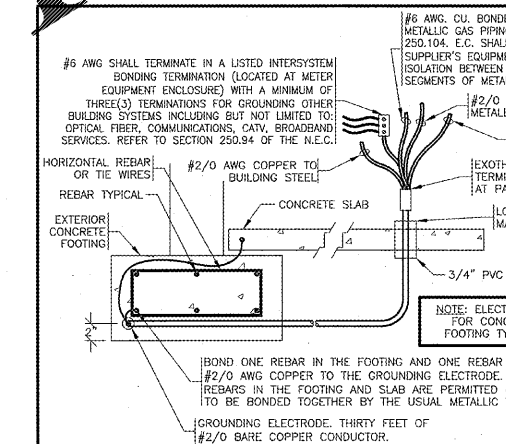 #6 AWG. CU. BOND
METALLIC GAS PIPIN
250.104. E.C. SHAL
SUPPLIER'S EQUIPM
ISOLATION BETWEEN
SEGMENTS OF META
#6 AWG SHALL TERMINATE IN A LISTED INTERSYSTEM
BONDING TERMINATION (LOCATED AT METER
EQUIPMENT ENCLOSURE) WITH A MINIMUM OF
THREE(3) TERMINATIONS FOR GROUNDING OTHER
BUILDING SYSTEMS INCLUDING BUT NOT LIMITED TO:
OPTICAL FIBER, COMMUNICATIONS, CATV, BROADBAND
SERVICES. REFER TO SECTION 250.94 OF THE N.E.C.
#2/0
METAL
HORIZONTAL REBAR
OR TIE WIRES
#2/0 AWG COPPER TO
BUILDING STEEL
EXOTH
TERM
AT PA
REBAR TYPICAL
CONCRETE SLAB
EXTERIOR
CONCRETE
FOOTING
MA
3/4" PVC
2"
NOTE: ELECT
FOR CONC
FOOTING TY
BOND ONE REBAR IN THE FOOTING AND ONE REBAR
#2/0 AWG COPPER TO THE GROUNDING ELECTRODE.
REBARS IN THE FOOTING AND SLAB ARE PERMITTED
TO BE BONDED TOGETHER BY THE USUAL METALLIC
GROUNDING ELECTRODE. THIRTY FEET OF
#2/0 BARE COPPER CONDUCTOR.